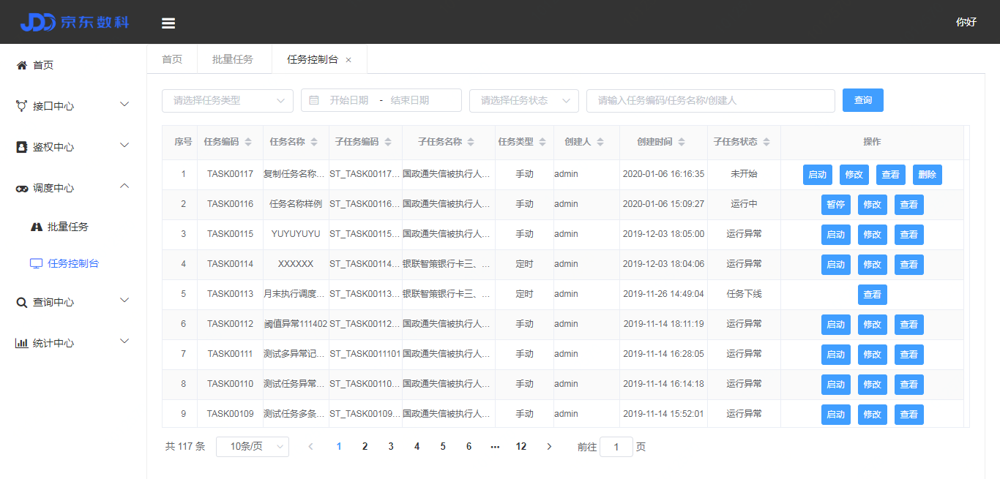 JDD 京东数科
你好
首页
接口中心
鉴权中心
调度中心
批量任务
任务控制台
查询中心
统计中心
首页 批量任务 任务控制台 ×
请选择任务类型 开始日期 - 结束日期 请选择任务状态 请输入任务编码/任务名称/创建人 查询
序号 任务编码 任务名称 子任务编码 子任务名称 任务类型 创建人 创建时间 子任务状态 操作
1 TASK00117 复制任务名称... ST_TASK00117... 国政通失信被执行人... 手动 admin 2020-01-06 16:16:35 未开始 启动 修改 查看 删除
2 TASK00116 任务名称样例 ST_TASK00116... 国政通失信被执行人... 手动 admin 2020-01-06 15:09:27 运行中 暂停 修改 查看
3 TASK00115 YUYUYUYU ST_TASK00115... 国政通失信被执行人... 手动 admin 2019-12-03 18:05:00 运行异常 启动 修改 查看
4 TASK00114 XXXXXX ST_TASK00114... 银联智策银行卡三、... 定时 admin 2019-12-03 18:04:06 运行异常 启动 修改 查看
5 TASK00113 月末执行调度... ST_TASK00113... 银联智策银行卡三、... 定时 admin 2019-11-26 14:49:04 任务下线 查看
6 TASK00112 阈值异常111402 ST_TASK00112... 国政通失信被执行人... 手动 admin 2019-11-14 18:11:19 运行异常 启动 修改 查看
7 TASK00111 测试多异常记... ST_TASK0011101 国政通失信被执行人... 手动 admin 2019-11-14 16:28:05 运行异常 启动 修改 查看
8 TASK00110 测试任务异常... ST_TASK00110... 国政通失信被执行人... 手动 admin 2019-11-14 16:14:18 运行异常 启动 修改 查看
9 TASK00109 测试任务多条... ST_TASK00109... 国政通失信被执行人... 手动 admin 2019-11-14 15:52:01 运行异常 启动 修改 查看
共 117 条 10条/页 1 2 3 4 5 6 ... 12 前往 1 页